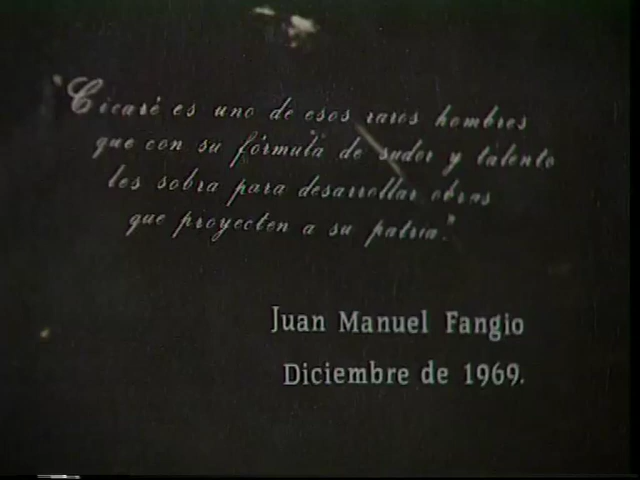 "Cicaré es uno de esos raros hombres
que con su fórmula de sudor y talento
les sobra para desarrollar obras
que proyecten a su patria."
Juan Manuel Fangio
Diciembre de 1969.